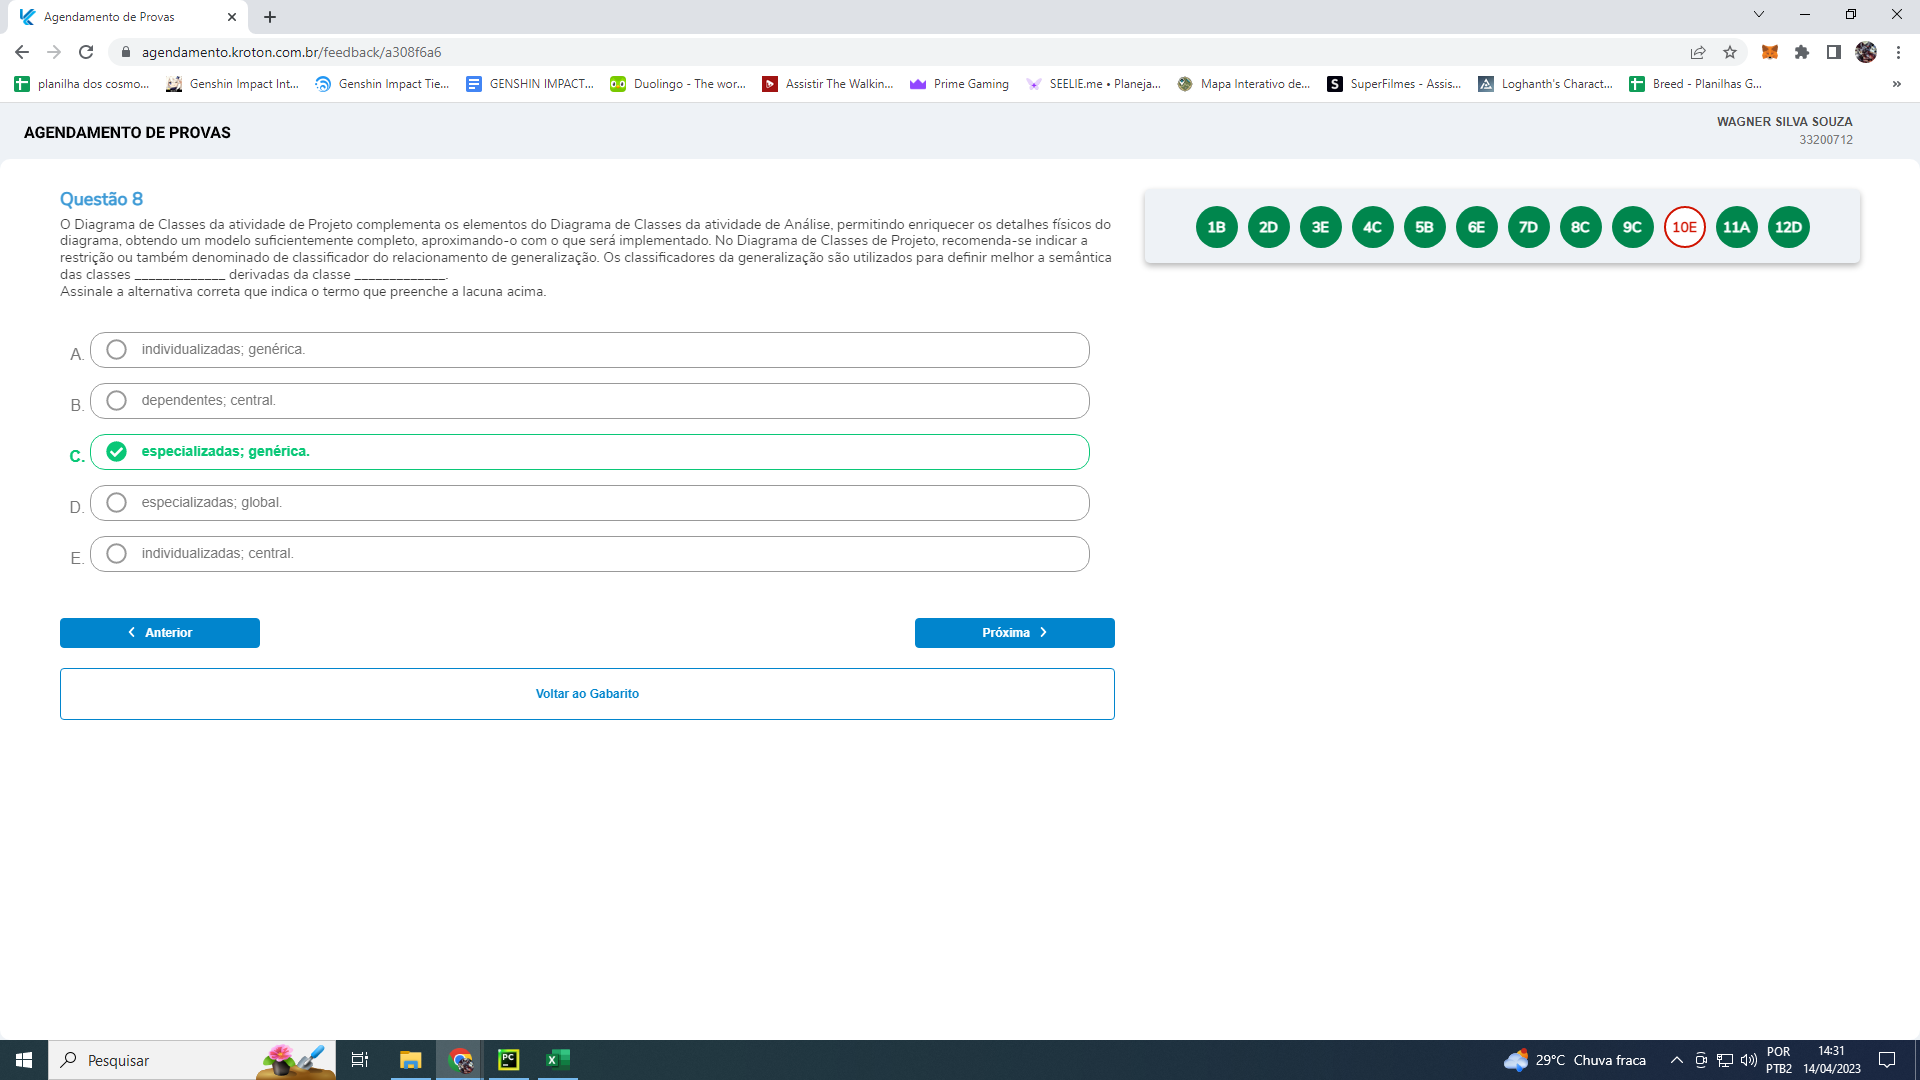 Agendamento de Provas
agendamento.kroton.com.br/feedback/a308f6a6
planilha dos cosmo... Genshin Impact Int... Genshin Impact Tie... GENSHIN IMPACT... Duolingo - The wor... Assistir The Walkin... Prime Gaming SEELIE.me • Planeja... Mapa Interativo de... SuperFilmes - Assis... Loghanth's Charact... Breed - Planilhas G... »
AGENDAMENTO DE PROVAS
WAGNER SILVA SOUZA
33200712
Questão 8
O Diagrama de Classes da atividade de Projeto complementa os elementos do Diagrama de Classes da atividade de Análise, permitindo enriquecer os detalhes físicos do
diagrama, obtendo um modelo suficientemente completo, aproximando-o com o que será implementado. No Diagrama de Classes de Projeto, recomenda-se indicar a
restrição ou também denominado de classificador do relacionamento de generalização. Os classificadores da generalização são utilizados para definir melhor a semântica
das classes _____________ derivadas da classe _____________.
Assinale a alternativa correta que indica o termo que preenche a lacuna acima.
1B 2D 3E 4C 5B 6E 7D 8C 9C 10E 11A 12D
A. individualizadas; genérica.
B. dependentes; central.
C. especializadas; genérica.
D. especializadas; global.
E. individualizadas; central.
Anterior
Próxima
Voltar ao Gabarito
Pesquisar
PC
29°C Chuva fraca
POR
PTB2
14:31
14/04/2023